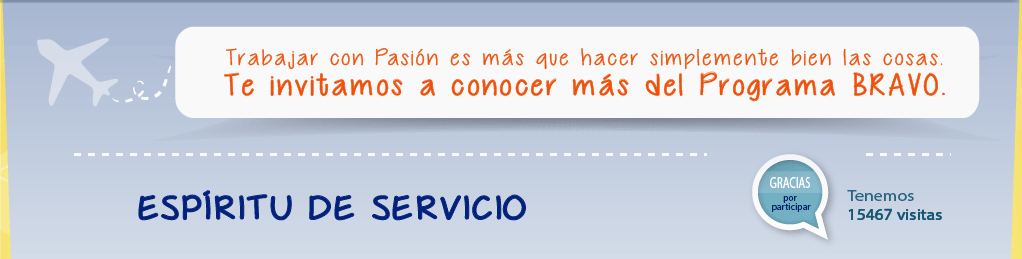 Trabajar con Pasión es más que hacer simplemente bien las cosas.
Te invitamos a conocer más del Programa BRAVO.
ESPÍRITU DE SERVICIO
GRACIAS
por
participar
Tenemos
15467 visitas